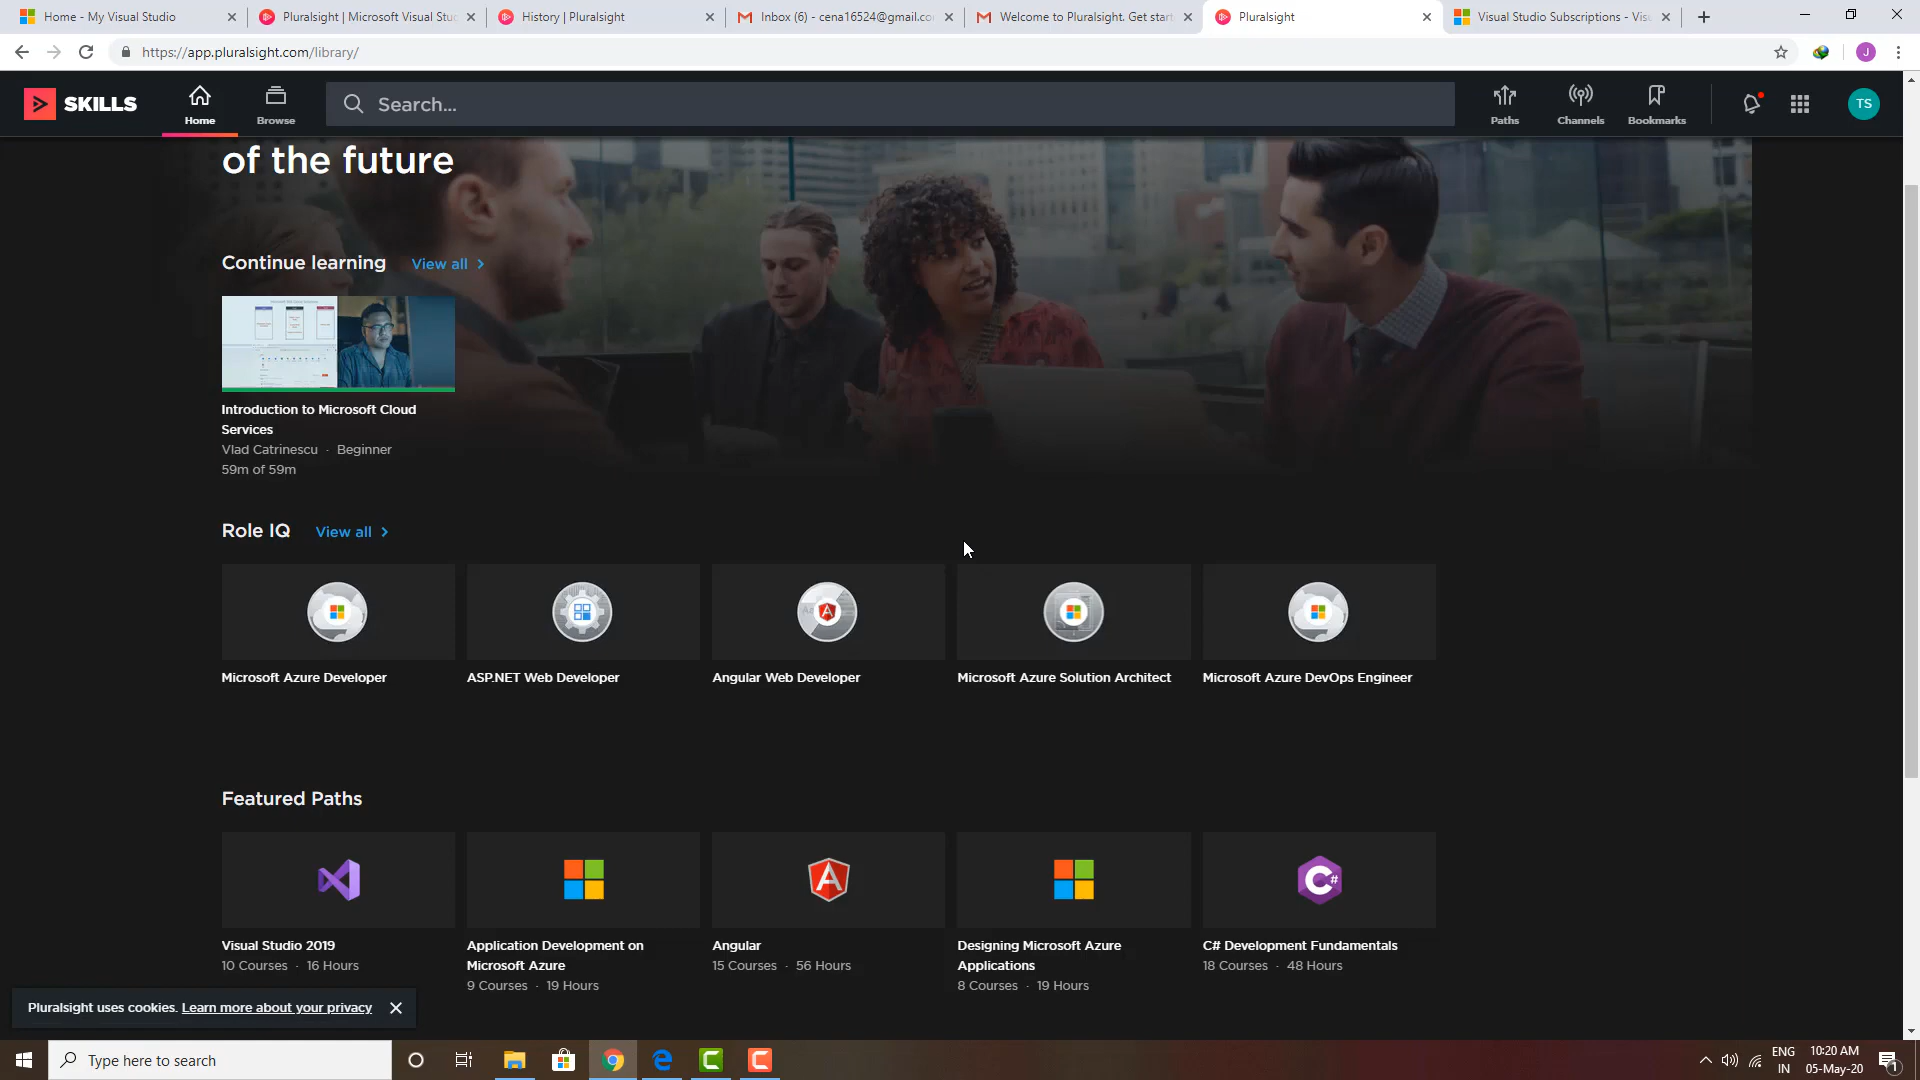 Home - My Visual Studio
Pluralsight | Microsoft Visual Stu
History | Pluralsight
Inbox (6) - cena16524@gmail.co
Welcome to Pluralsight. Get start
Pluralsight
Visual Studio Subscriptions - Vis
https://app.pluralsight.com/library/
J
SKILLS
Home
Browse
Search...
Paths
Channels
Bookmarks
TS
of the future
Continue learning
View all
Introduction to Microsoft Cloud
Services
Vlad Catrinescu · Beginner
59m of 59m
Role IQ
View all
Microsoft Azure Developer
ASP.NET Web Developer
Angular Web Developer
Microsoft Azure Solution Architect
Microsoft Azure DevOps Engineer
Featured Paths
Visual Studio 2019
10 Courses · 16 Hours
Application Development on
Microsoft Azure
9 Courses · 19 Hours
Angular
15 Courses · 56 Hours
Designing Microsoft Azure
Applications
8 Courses · 19 Hours
C# Development Fundamentals
18 Courses · 48 Hours
Pluralsight uses cookies. Learn more about your privacy
Type here to search
ENG
IN
10:20 AM
05-May-20
1